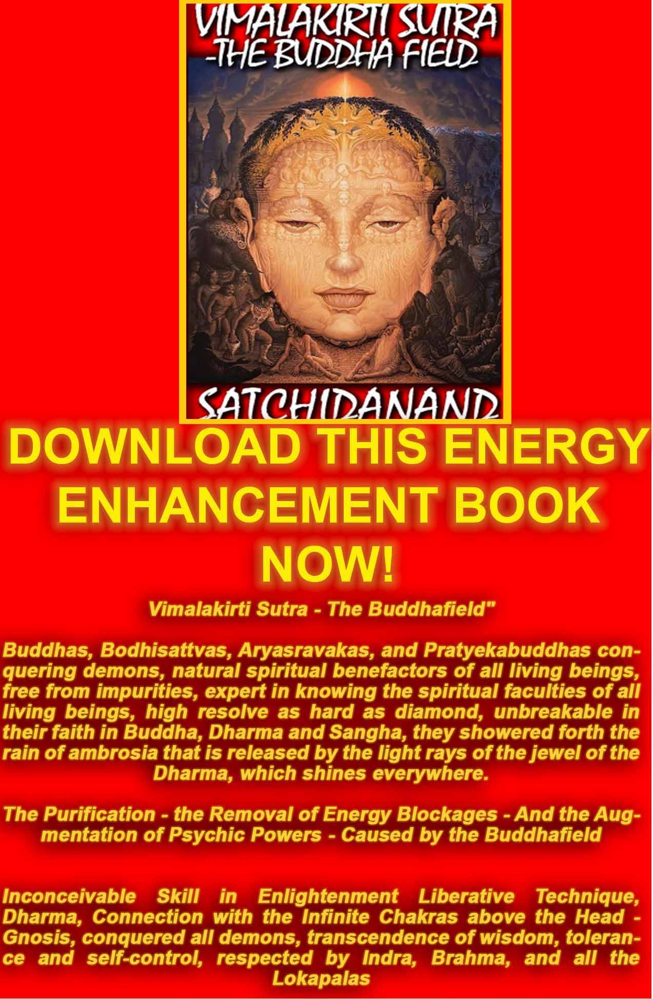 VIMALAKIRTI SUTRA
-THE BUDDHA FIELD
SATCHIDANAND
DOWNLOAD THIS ENERGY
ENHANCEMENT BOOK
NOW!
Vimalakirti Sutra - The Buddhafield"
Buddhas, Bodhisattvas, Aryasravakas, and Pratyekabuddhas con-
quering demons, natural spiritual benefactors of all living beings,
free from impurities, expert in knowing the spiritual faculties of all
living beings, high resolve as hard as diamond, unbreakable in
their faith in Buddha, Dharma and Sangha, they showered forth the
rain of ambrosia that is released by the light rays of the jewel of the
Dharma, which shines everywhere.
The Purification - the Removal of Energy Blockages - And the Aug-
mentation of Psychic Powers - Caused by the Buddhafield
Inconceivable Skill in Enlightenment Liberative Technique,
Dharma, Connection with the Infinite Chakras above the Head -
Gnosis, conquered all demons, transcendence of wisdom, toleran-
ce and self-control, respected by Indra, Brahma, and all the
Lokapalas